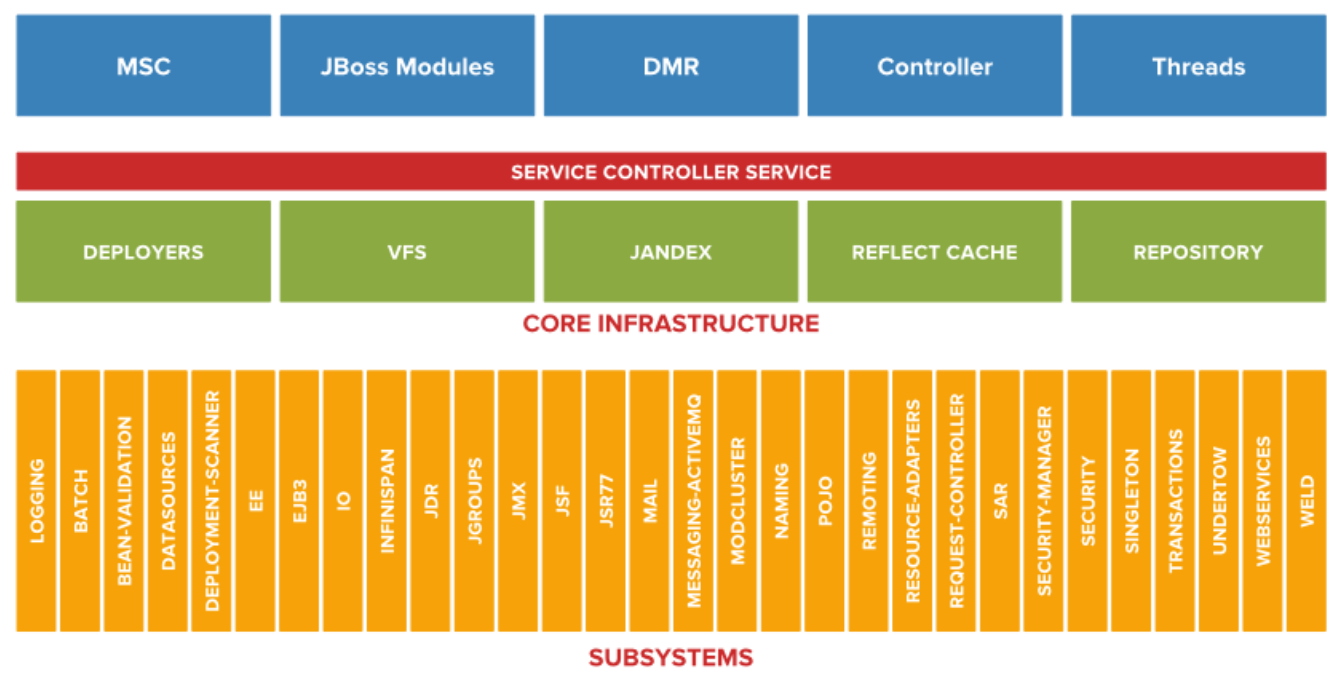 MSC
JBoss Modules
DMR
Controller
Threads
SERVICE CONTROLLER SERVICE
DEPLOYERS
VFS
JANDEX
REFLECT CACHE
REPOSITORY
CORE INFRASTRUCTURE
LOGGING
BATCH
BEAN-VALIDATION
DATASOURCES
DEPLOYMENT-SCANNER
EE
EJB3
IO
INFINISPAN
JDR
JGROUPS
JMX
JSF
JSR77
MAIL
MESSAGING-ACTIVEMQ
MODCLUSTER
NAMING
POJO
REMOTING
RESOURCE-ADAPTERS
REQUEST-CONTROLLER
SAR
SECURITY-MANAGER
SECURITY
SINGLETON
TRANSACTIONS
UNDERTOW
WEBSERVICES
WELD
SUBSYSTEMS